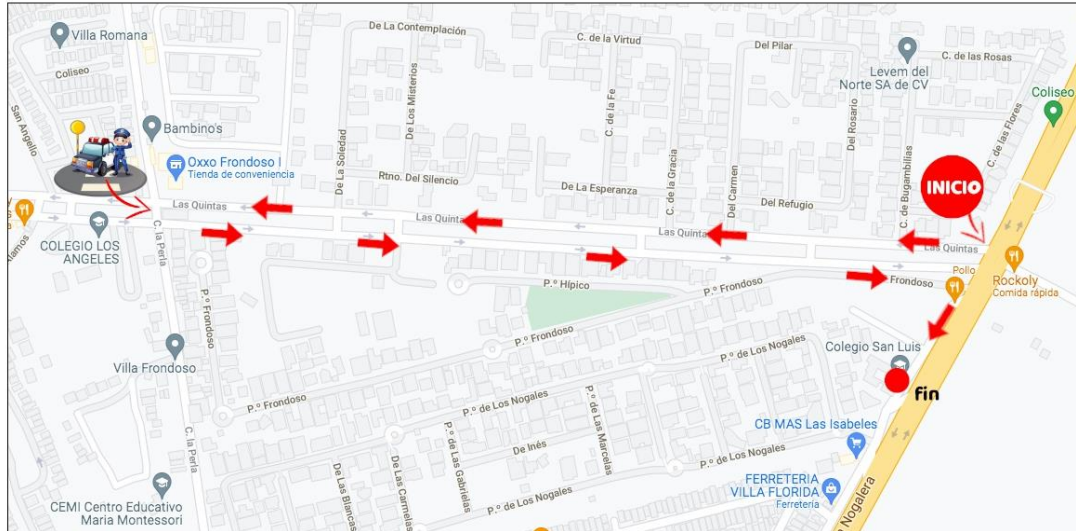 Villa Romana
Coliseo
San Angello
Bambino's
Oxxo Frondoso I
Tienda de conveniencia
COLEGIO LOS
ANGELES
Alamos
C. la Perla
De La Contemplación
De Los Misterios
De La Soledad
Rtno. Del Silencio
C. de la Virtud
C. de la Fe
De La Esperanza
C. de la Gracia
Del Pilar
Del Rosario
Del Carmen
Del Refugio
Levem del
Norte SA de CV
C. de las Rosas
Coliseo
C. de las Flores
C. de Bugambilias
INICIO
Las Quintas
Las Quintas
Las Quintas
Las Quintas
Rockoly
Comida rápida
Pollo
Frondoso
P.º Hípico
P.º Frondoso
P.º Frondoso
P.º Frondoso
P.º Frondoso
Villa Frondoso
C. la Perla
Colegio San Luis
fin
P.º de Los Nogales
P.º de Los Nogales
P.º de Las Marcelas
De Inés
P.º de Las Gabrielas
De Las Carmelas
De Las Blancas
P.º de Los Nogales
P.º de Los Nogales
CB MAS Las Isabeles
FERRETERIA
VILLA FLORIDA
Ferretería
Nogalera
CEMI Centro Educativo
Maria Montessori